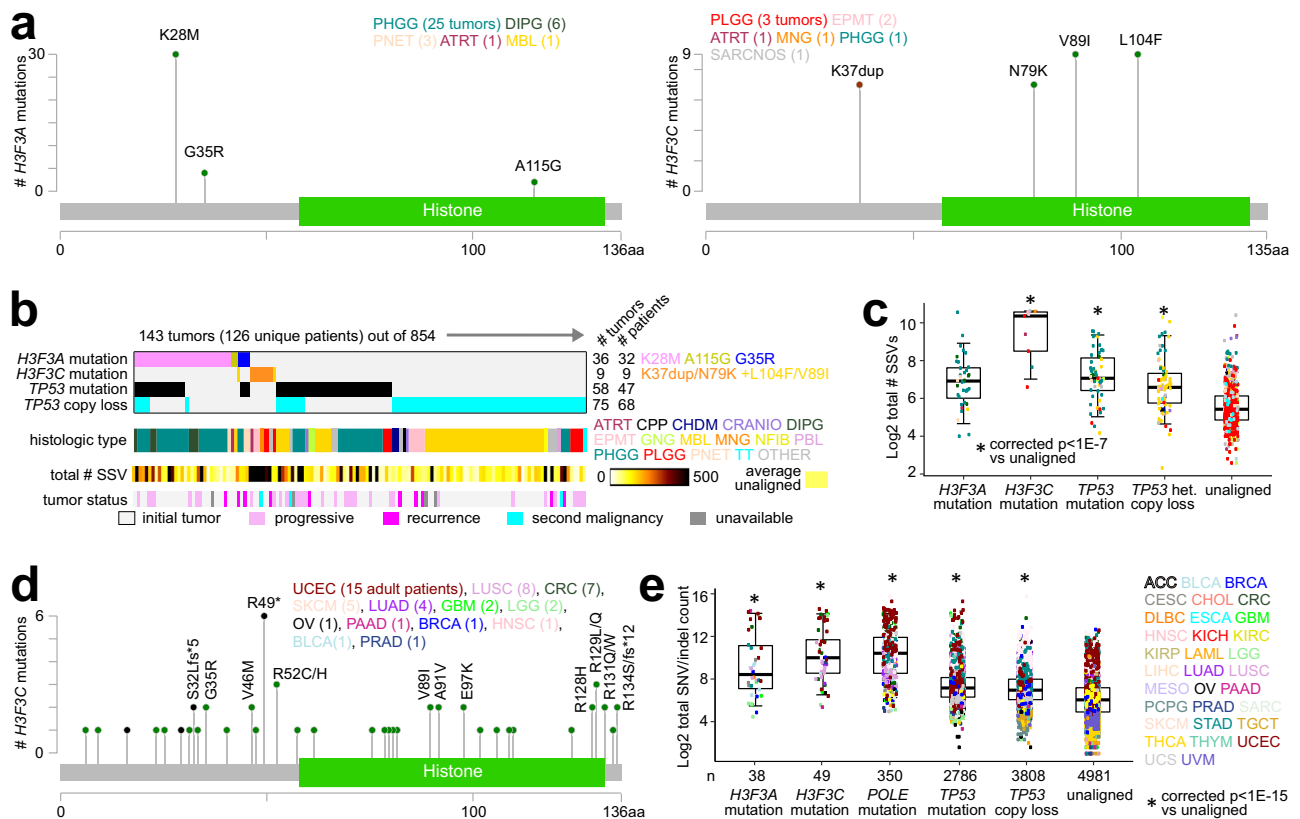 a
# H3F3A mutations
30
0
K28M
G35R
A115G
PHGG (25 tumors) DIPG (6)
PNET (3) ATRT (1) MBL (1)
Histone
0
100
136aa
# H3F3C mutations
9
0
PLGG (3 tumors) EPMT (2)
ATRT (1) MNG (1) PHGG (1)
SARCNOS (1)
K37dup
N79K
V89I
L104F
Histone
0
100
135aa
b
143 tumors (126 unique patients) out of 854
# tumors
# patients
H3F3A mutation 36 32 K28M A115G G35R
H3F3C mutation 9 9 K37dup/N79K +L104F/V89I
TP53 mutation 58 47
TP53 copy loss 75 68
histologic type
ATRT CPP CHDM CRANIO DIPG
EPMT GNG MBL MNG NFIB PBL
PHGG PLGG PNET TT OTHER
total # SSV
0
500
average
unaligned
tumor status
initial tumor
progressive
recurrence
second malignancy
unavailable
c
Log2 total # SSVs
10
8
6
4
2
*
*
*
* corrected p<1E-7
vs unaligned
H3F3A
mutation
H3F3C
mutation
TP53
mutation
TP53 het.
copy loss
unaligned
d
# H3F3C mutations
6
0
UCEC (15 adult patients), LUSC (8), CRC (7),
SKCM (5), LUAD (4), GBM (2), LGG (2),
OV (1), PAAD (1), BRCA (1), HNSC (1),
BLCA(1), PRAD (1)
S32Lfs*5
G35R
V46M
R49*
R52C/H
V89I
A91V
E97K
R128H
R129L/Q
R131Q/W
R134S/fs*12
Histone
0
100
136aa
e
Log2 total SNV/indel count
16
12
8
4
*
*
*
*
*
n
38
49
350
2786
3808
4981
H3F3A
mutation
H3F3C
mutation
POLE
mutation
TP53
mutation
TP53
copy loss
unaligned
ACC BLCA BRCA
CESC CHOL CRC
DLBC ESCA GBM
HNSC KICH KIRC
KIRP LAML LGG
LIHC LUAD LUSC
MESO OV PAAD
PCPG PRAD SARC
SKCM STAD TGCT
THCA THYM UCEC
UCS UVM
* corrected p<1E-15
vs unaligned